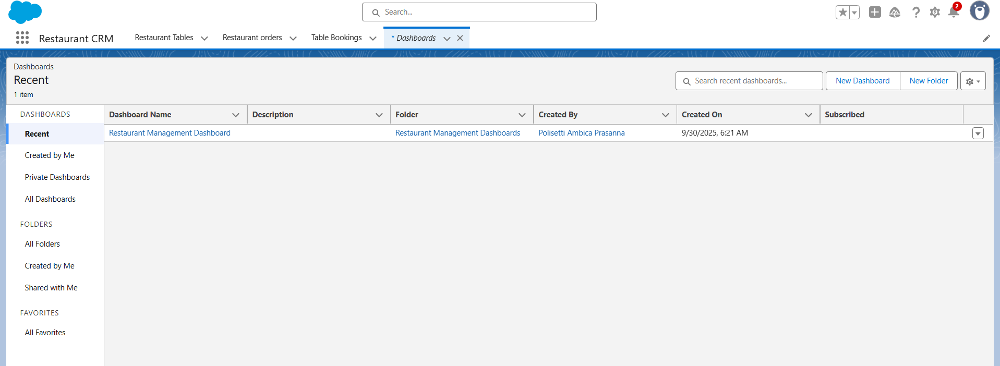 Search...
2
Restaurant CRM
Restaurant Tables
Restaurant orders
Table Bookings
* Dashboards
Dashboards
Recent
1 item
Search recent dashboards...
New Dashboard
New Folder
DASHBOARDS
Recent
Created by Me
Private Dashboards
All Dashboards
FOLDERS
All Folders
Created by Me
Shared with Me
FAVORITES
All Favorites
Dashboard Name Description Folder Created By Created On Subscribed
Restaurant Management Dashboard Restaurant Management Dashboards Polisetti Ambica Prasanna 9/30/2025, 6:21 AM